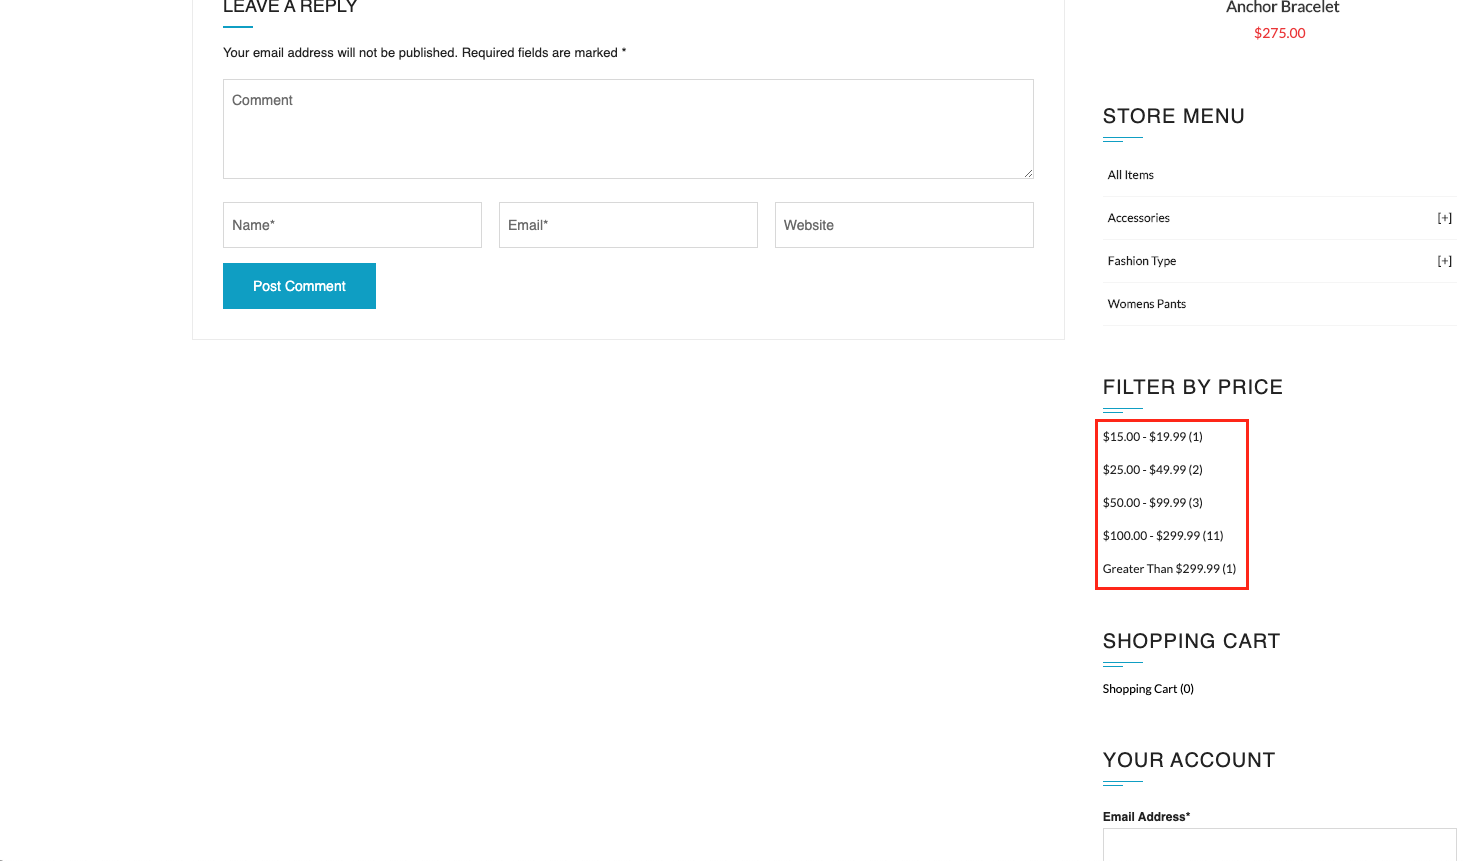 LEAVE A REPLY
Your email address will not be published. Required fields are marked *
Comment
Name*
Email*
Website
Post Comment
Anchor Bracelet
$275.00
STORE MENU
All Items
Accessories [+]
Fashion Type [+]
Womens Pants
FILTER BY PRICE
$15.00 - $19.99 (1)
$25.00 - $49.99 (2)
$50.00 - $99.99 (3)
$100.00 - $299.99 (11)
Greater Than $299.99 (1)
SHOPPING CART
Shopping Cart (0)
YOUR ACCOUNT
Email Address*